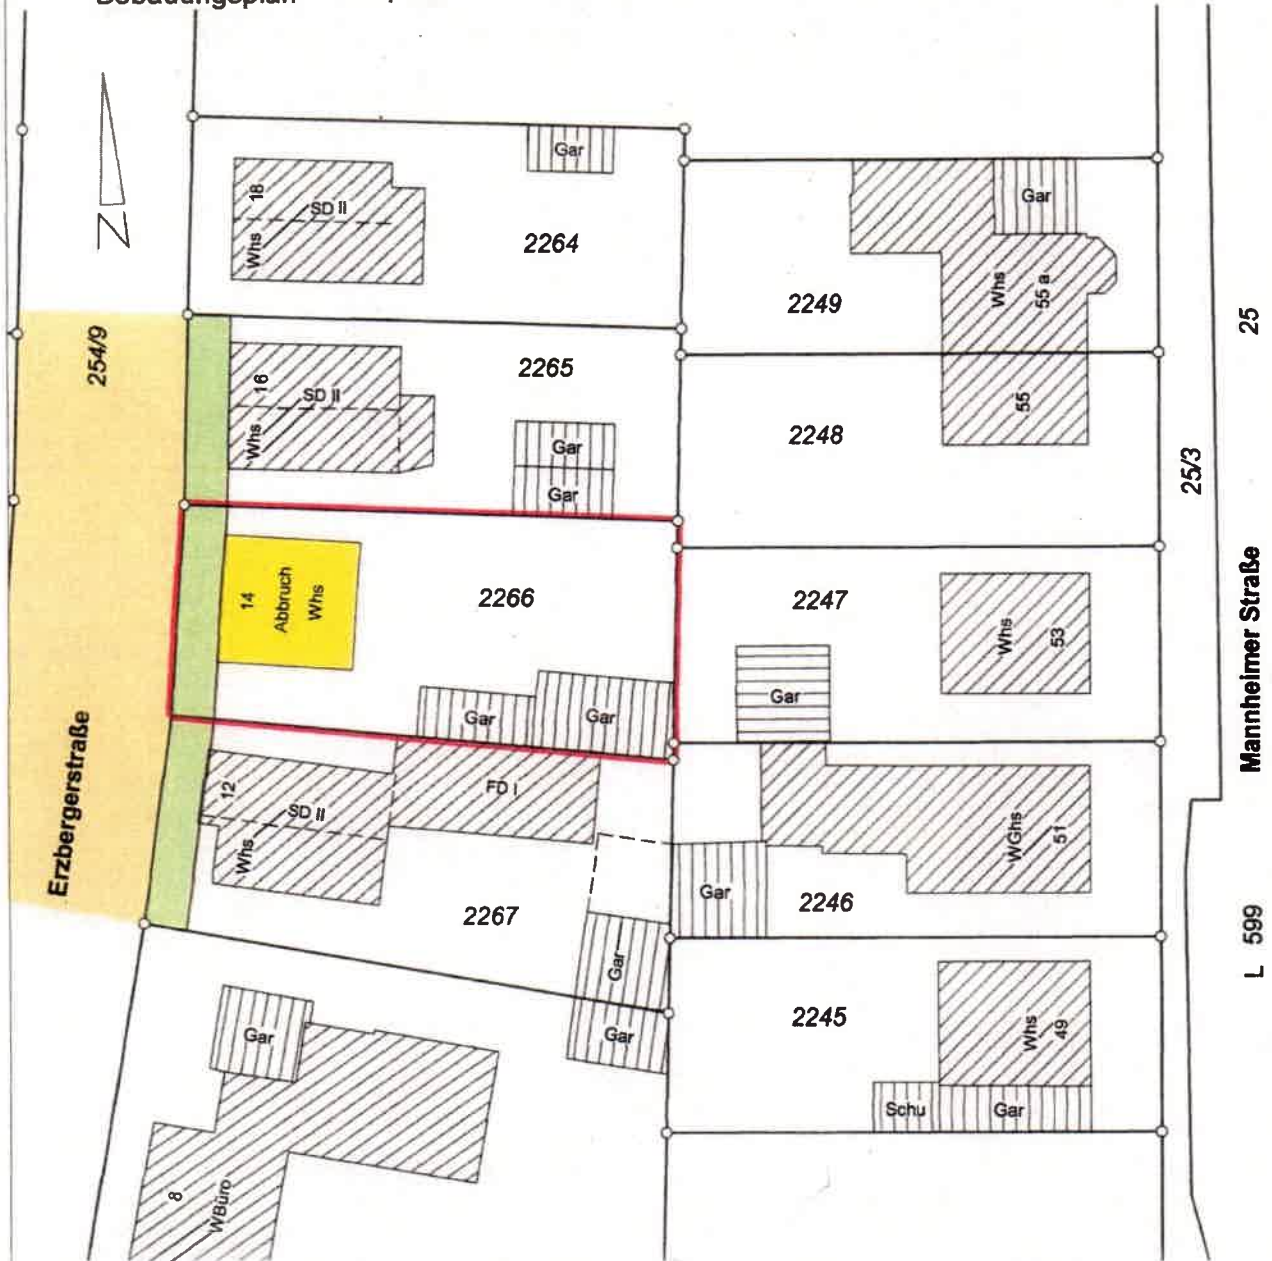 Bebauungsplan
N
254/9
Erzbergerstraße
18
Whs
SD II
Gar
2264
16
Whs
SD II
2265
Gar
Gar
14
Abbruch
Whs
2266
Gar
Gar
12
Whs
SD II
FD I
2267
Gar
Gar
Gar
8
WBüro
Gar
Whs
55 a
2249
2248
55
2247
Whs
53
Gar
WGhs
51
Gar
2246
2245
Whs
49
Schu
Gar
25/3
25
Mannheimer Straße
L 599